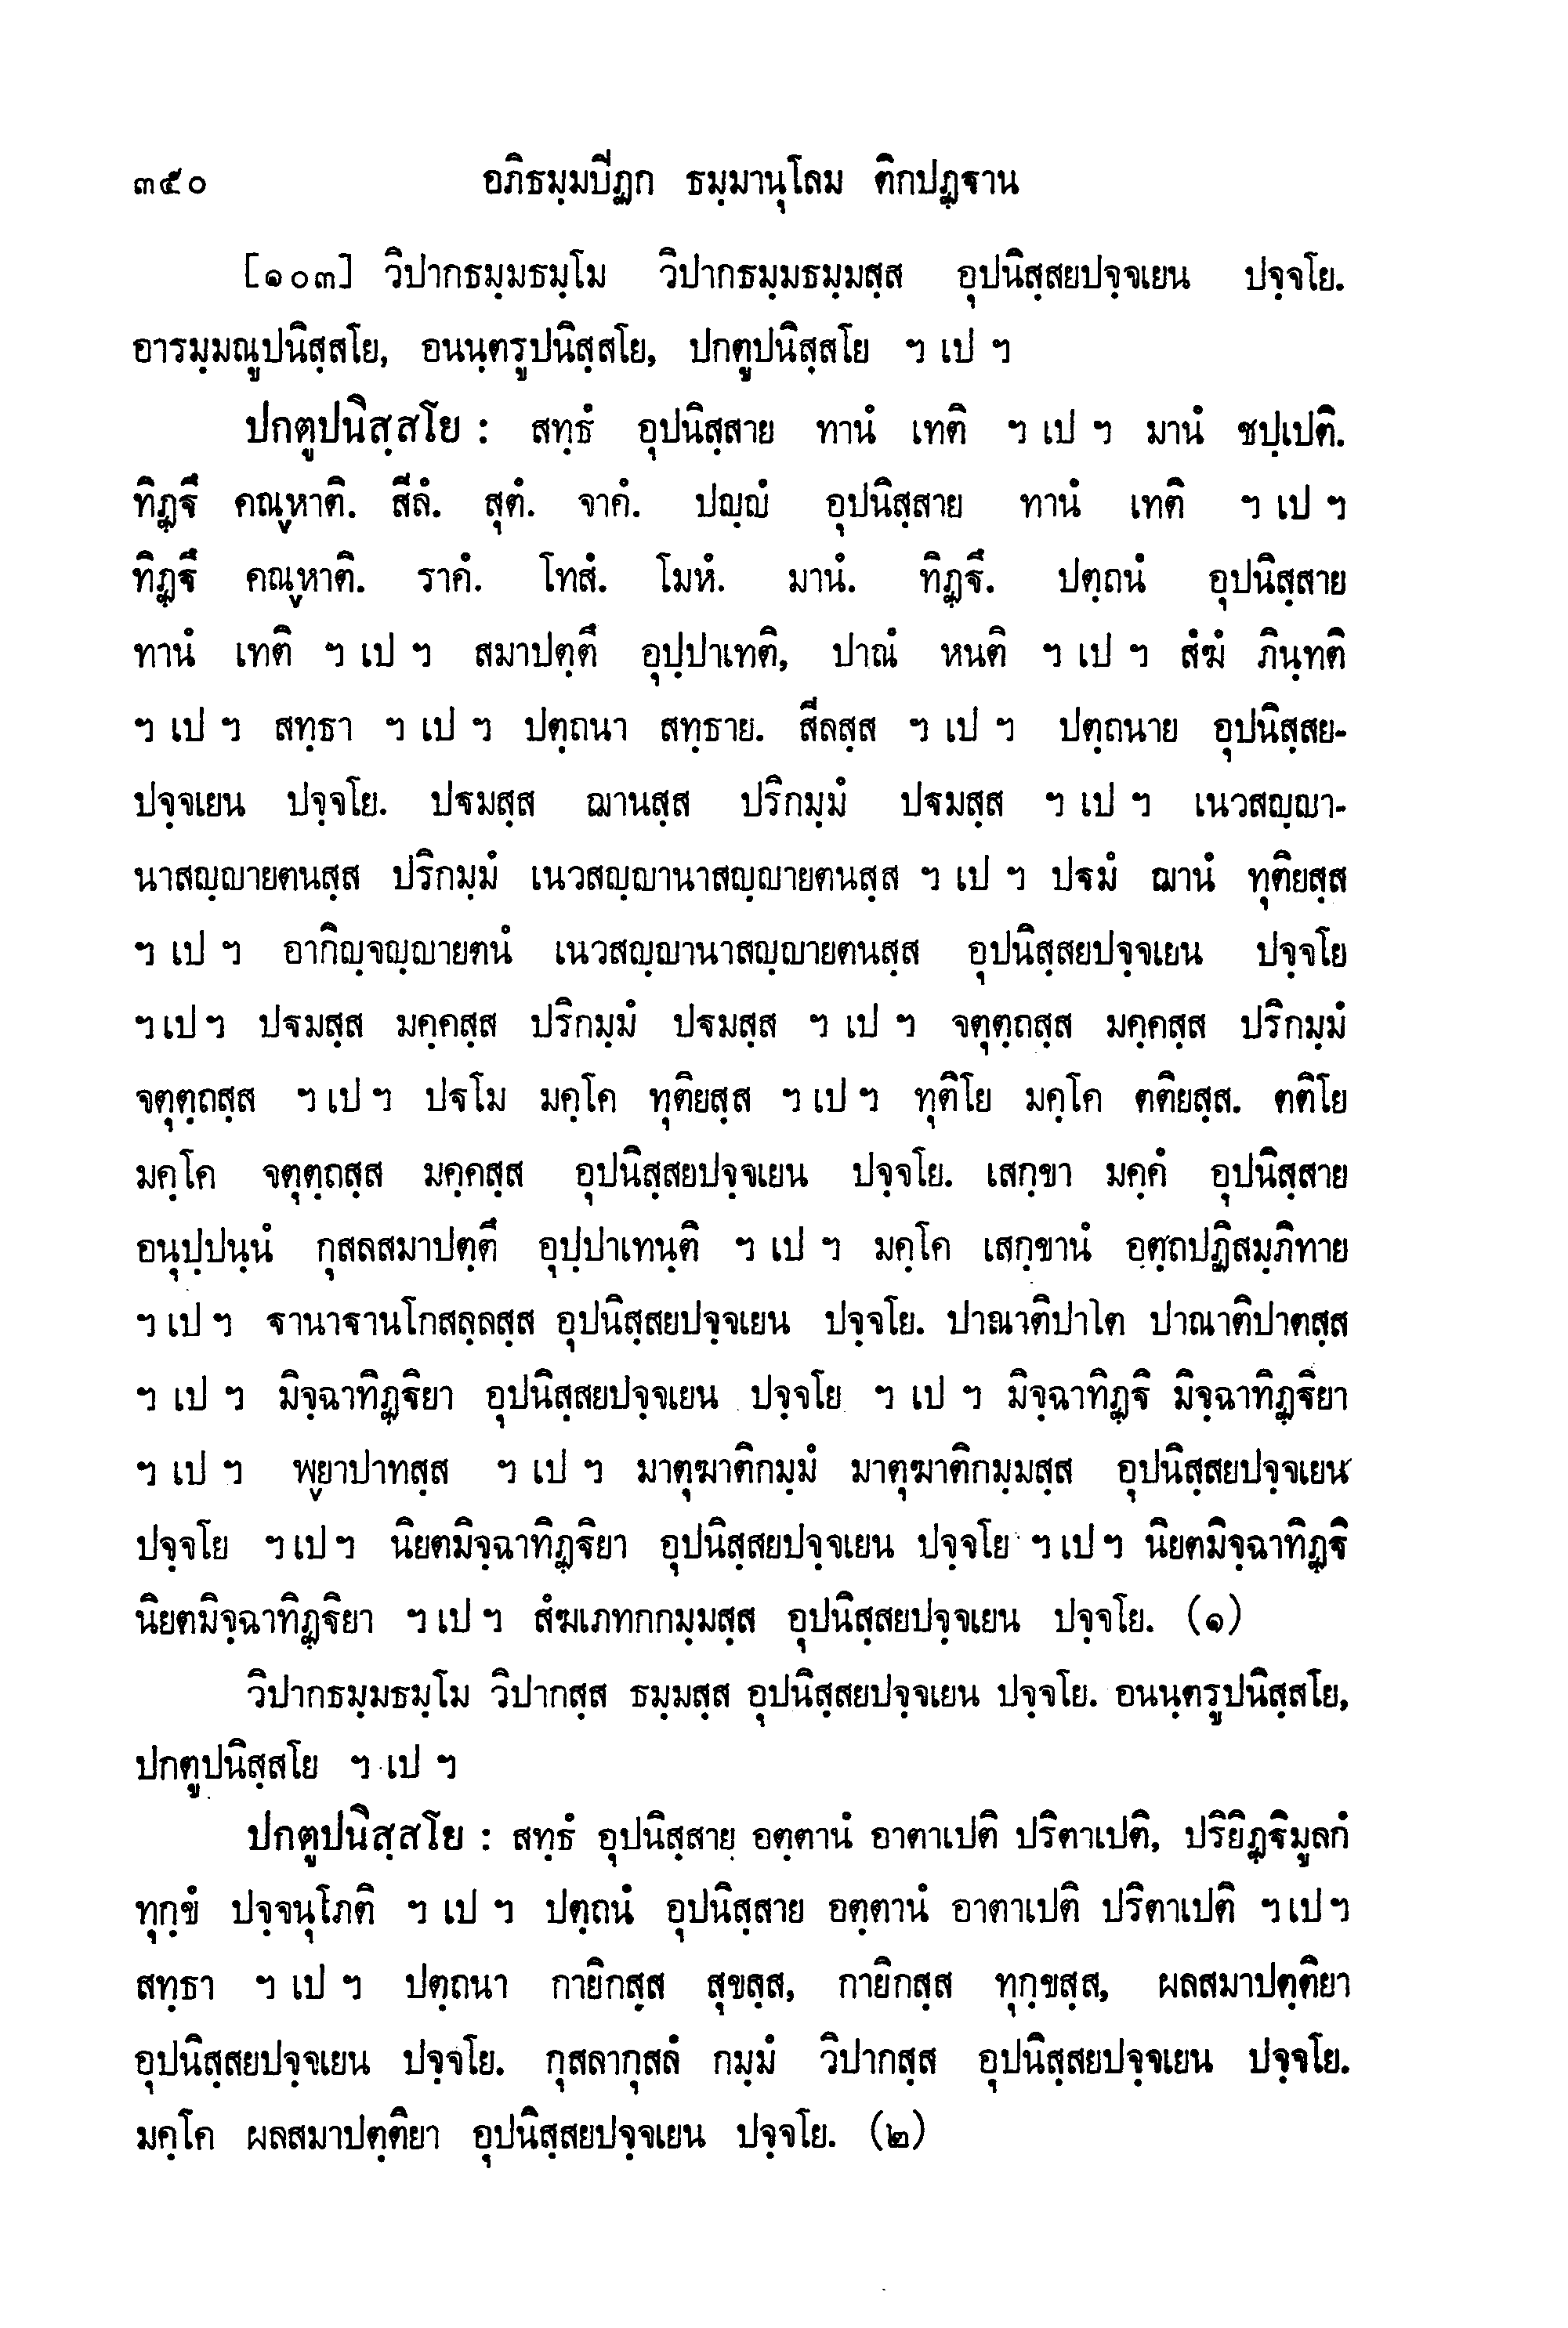 ๓๕๐ อภิธมฺมปีฏก ธมฺมานุโลม ติกปฏฺฐาน
[๑๐๓] วิปากธมฺมธมฺโม วิปากธมฺมธมฺมสฺส อุปนิสฺสยปจฺจเยน ปจฺจโย.
อารมฺมณูปนิสฺสโย, อนนฺตรูปนิสฺสโย, ปกตูปนิสฺสโย ฯ เป ฯ
ปกตูปนิสฺสโย : สทฺธํ อุปนิสฺสาย ทานํ เทติ ฯ เป ฯ มานํ ชปฺเปติ.
ทิฏฺฐึ คณฺหาติ. สีลํ. สุตํ. จาคํ. ปญฺญํ อุปนิสฺสาย ทานํ เทติ ฯ เป ฯ
ทิฏฺฐึ คณฺหาติ. ราคํ. โทสํ. โมหํ. มานํ. ทิฏฺฐึ. ปตฺถนํ อุปนิสฺสาย
ทานํ เทติ ฯ เป ฯ สมาปตฺตึ อุปฺปาเทติ, ปาณํ หนติ ฯ เป ฯ สํฆํ ภินฺทติ
ฯ เป ฯ สทฺธา ฯ เป ฯ ปตฺถนา สทฺธาย. สีลสฺส ฯ เป ฯ ปตฺถนาย อุปนิสฺสย-
ปจฺจเยน ปจฺจโย. ปฐมสฺส ฌานสฺส ปริกมฺมํ ปฐมสฺส ฯ เป ฯ เนวสญฺญา-
นาสญฺญายตนสฺส ปริกมฺมํ เนวสญฺญานาสญฺญายตนสฺส ฯ เป ฯ ปฐมํ ฌานํ ทุติยสฺส
ฯ เป ฯ อากิญฺจญฺญายตนํ เนวสญฺญานาสญฺญายตนสฺส อุปนิสฺสยปจฺจเยน ปจฺจโย
ฯ เป ฯ ปฐมสฺส มคฺคสฺส ปริกมฺมํ ปฐมสฺส ฯ เป ฯ จตุตฺถสฺส มคฺคสฺส ปริกมฺมํ
จตุตฺถสฺส ฯ เป ฯ ปฐโม มคฺโค ทุติยสฺส ฯ เป ฯ ทุติโย มคฺโค ตติยสฺส. ตติโย
มคฺโค จตุตฺถสฺส มคฺคสฺส อุปนิสฺสยปจฺจเยน ปจฺจโย. เสกฺขา มคฺคํ อุปนิสฺสาย
อนุปฺปนฺนํ กุสลสมาปตฺตึ อุปฺปาเทนฺติ ฯ เป ฯ มคฺโค เสกฺขานํ อตฺถปฏิสมฺภิทาย
ฯ เป ฯ ฐานาฐานโกสลฺลสฺส อุปนิสฺสยปจฺจเยน ปจฺจโย. ปาณาติปาโต ปาณาติปาตสฺส
ฯ เป ฯ มิจฺฉาทิฏฺฐิยา อุปนิสฺสยปจฺจเยน ปจฺจโย ฯ เป ฯ มิจฺฉาทิฏฺฐิ มิจฺฉาทิฏฺฐิยา
ฯ เป ฯ พฺยาปาทสฺส ฯ เป ฯ มาตุฆาติกมฺมํ มาตุฆาติกมฺมสฺส อุปนิสฺสยปจฺจเยน
ปจฺจโย ฯ เป ฯ นิยตมิจฺฉาทิฏฺฐิยา อุปนิสฺสยปจฺจเยน ปจฺจโย ฯ เป ฯ นิยตมิจฺฉาทิฏฺฐิ
นิยตมิจฺฉาทิฏฺฐิยา ฯ เป ฯ สํฆเภทกกมฺมสฺส อุปนิสฺสยปจฺจเยน ปจฺจโย. (๑)
วิปากธมฺมธมฺโม วิปากสฺส ธมฺมสฺส อุปนิสฺสยปจฺจเยน ปจฺจโย. อนนฺตรูปนิสฺสโย,
ปกตูปนิสฺสโย ฯ เป ฯ
ปกตูปนิสฺสโย : สทฺธํ อุปนิสฺสาย อตฺตานํ อาตาเปติ ปริตาเปติ, ปริยิฏฺฐิมูลกํ
ทุกฺขํ ปจฺจนุโภติ ฯ เป ฯ ปตฺถนํ อุปนิสฺสาย อตฺตานํ อาตาเปติ ปริตาเปติ ฯ เป ฯ
สทฺธา ฯ เป ฯ ปตฺถนา กายิกสฺส สุขสฺส, กายิกสฺส ทุกฺขสฺส, ผลสมาปตฺติยา
อุปนิสฺสยปจฺจเยน ปจฺจโย. กุสลากุสลํ กมฺมํ วิปากสฺส อุปนิสฺสยปจฺจเยน ปจฺจโย.
มคฺโค ผลสมาปตฺติยา อุปนิสฺสยปจฺจเยน ปจฺจโย. (๒)